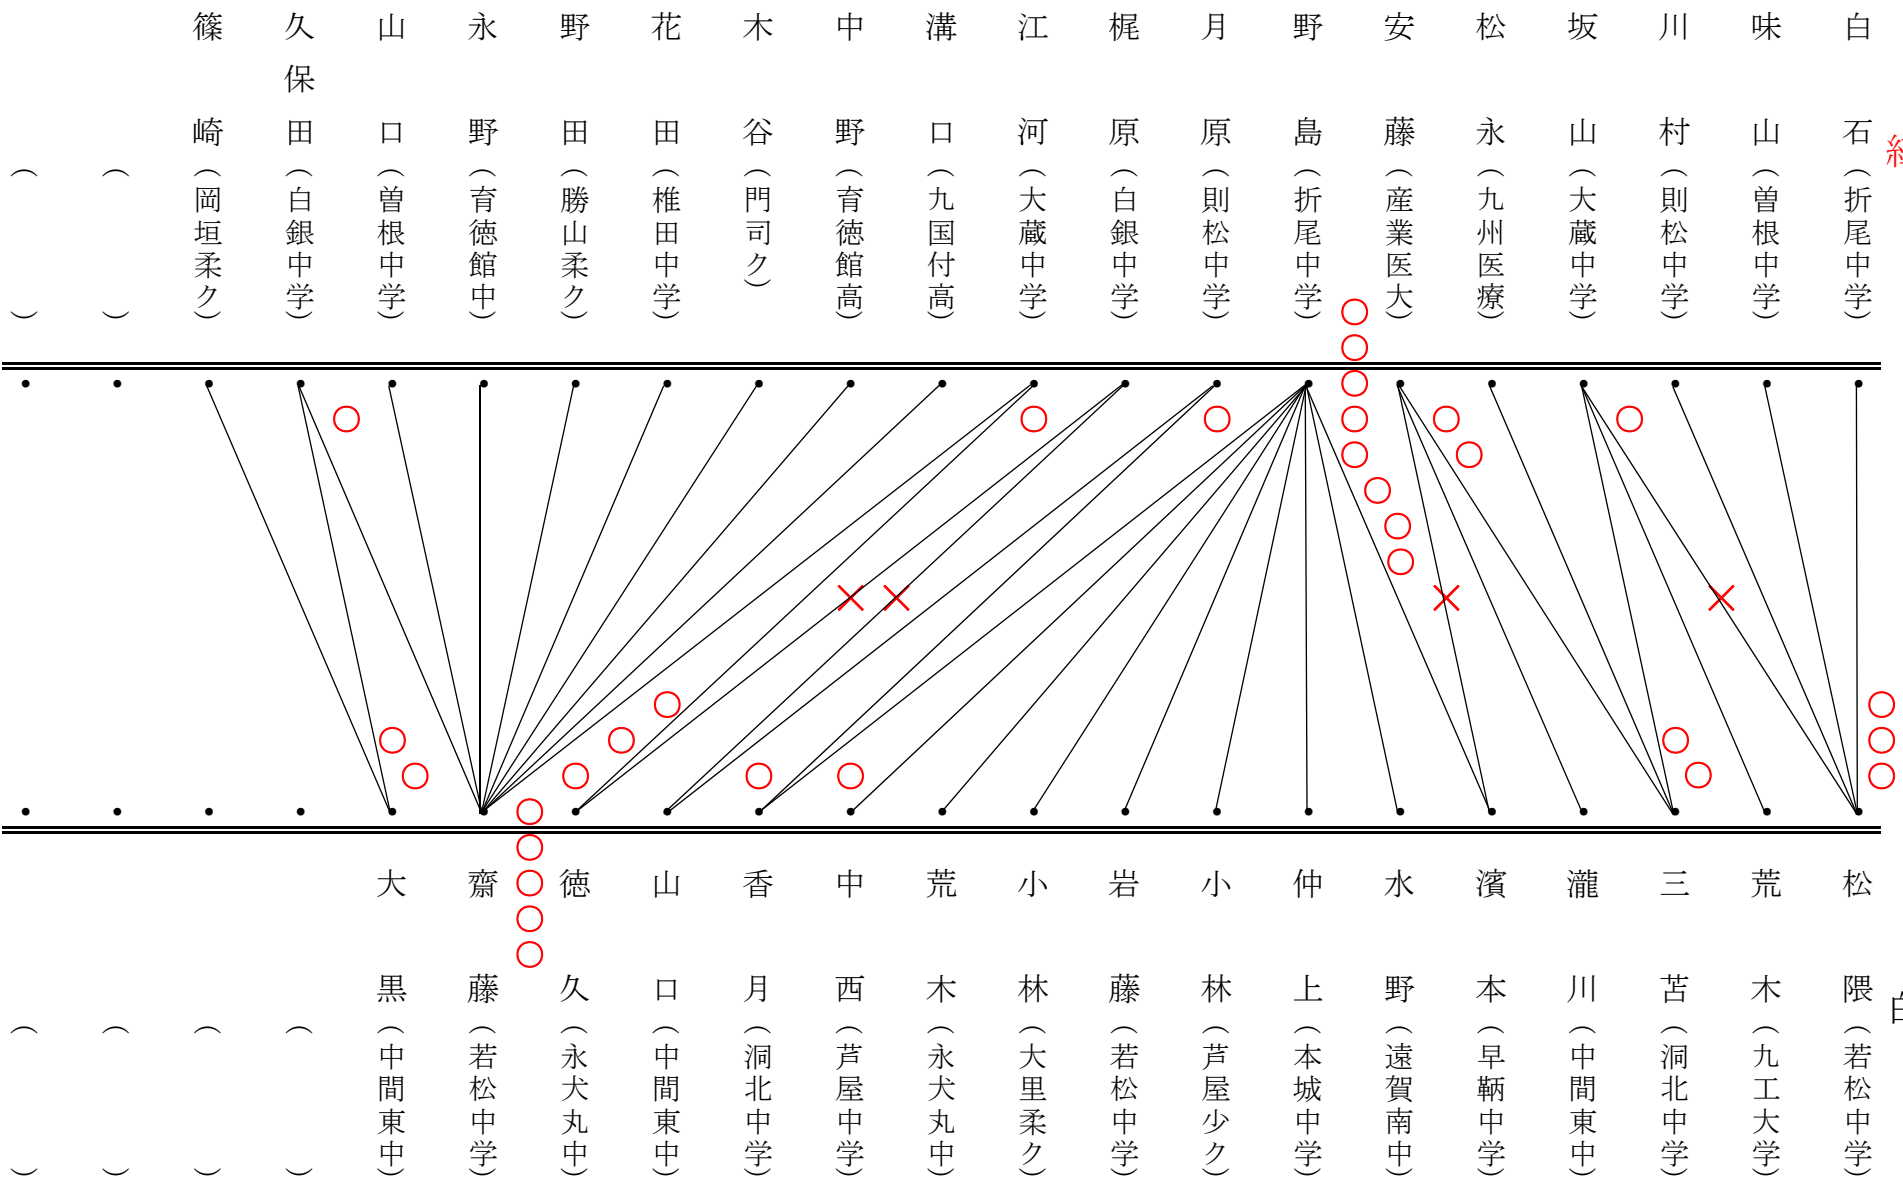 白石（折尾中学）
味山（曽根中学）
川村（則松中学）
坂山（大蔵中学）
松永（九州医療）
安藤（産業医大）
野島（折尾中学）
月原（則松中学）
梶原（白銀中学）
江河（大蔵中学）
溝口（九国付高）
中野（育徳館高）
木谷（門司ク）
花田（椎田中学）
野田（勝山柔ク）
永野（育徳館中）
山口（曽根中学）
久保田（白銀中学）
篠崎（岡垣柔ク）
（　）
（　）
松隈（若松中学）
荒木（九工大学）
三苫（洞北中学）
瀧川（中間東中）
濱本（早鞆中学）
水野（遠賀南中）
仲上（本城中学）
小林（芦屋少ク）
岩藤（若松中学）
小林（大里柔ク）
荒木（永犬丸中）
中西（芦屋中学）
香月（洞北中学）
山口（中間東中）
徳久（永犬丸中）
齋藤（若松中学）
大黒（中間東中）
（　）
（　）
（　）
（　）